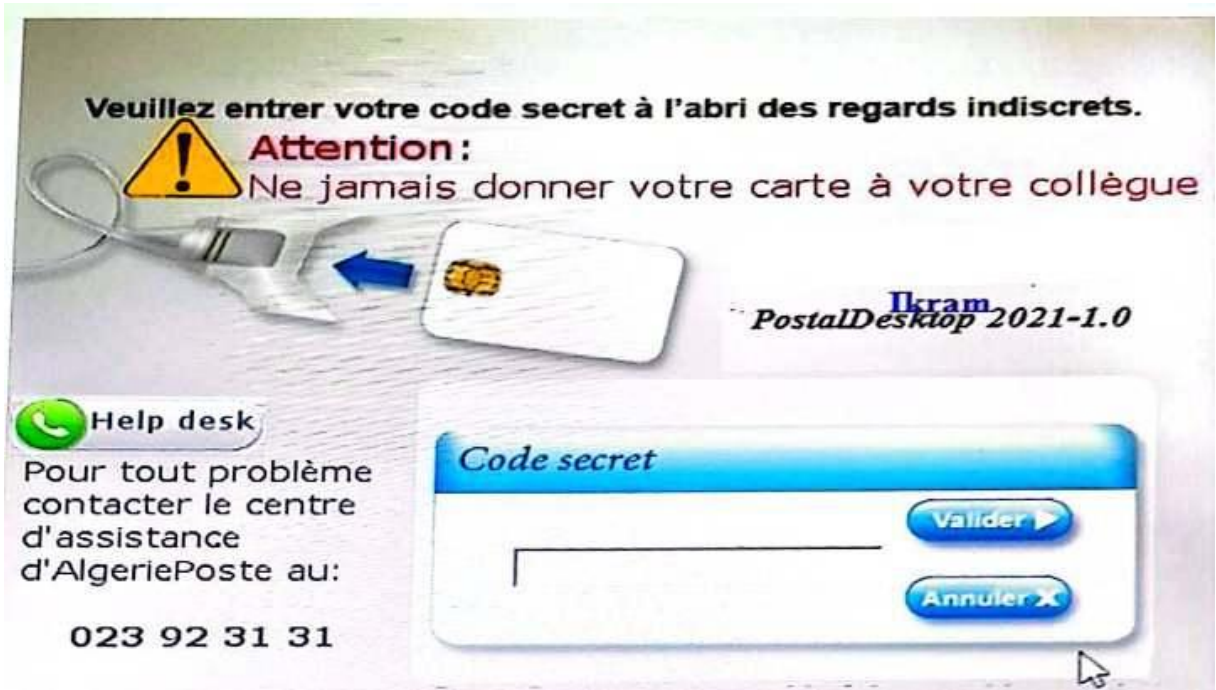 Veuillez entrer votre code secret à l'abri des regards indiscrets.
Attention:
Ne jamais donner votre carte à votre collègue
Ikram
PostalDesktop 2021-1.0
Help desk
Pour tout problème
contacter le centre
d'assistance
d'AlgeriePoste au:
023 92 31 31
Code secret
Valider
Annuler X